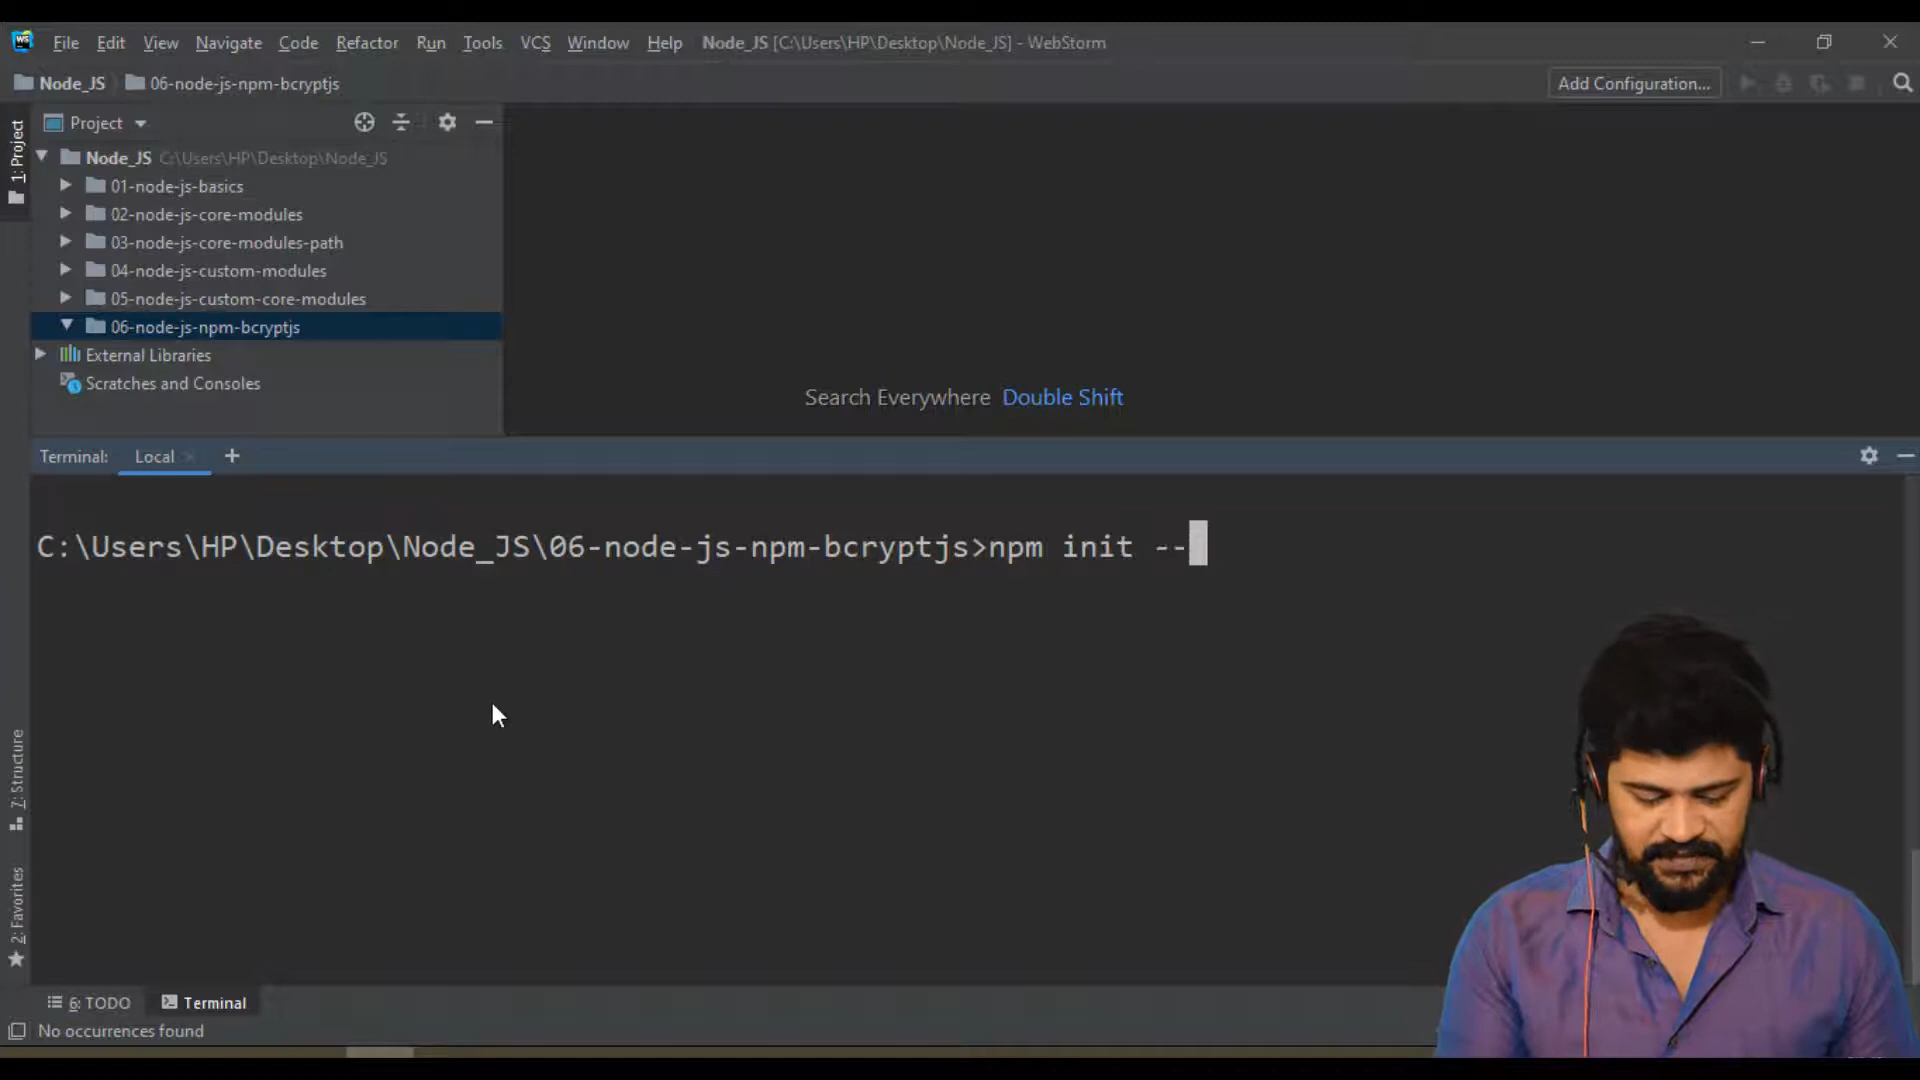 WS File Edit View Navigate Code Refactor Run Tools VCS Window Help Node_JS [C:\Users\HP\Desktop\Node_JS] - WebStorm
Node_JS 06-node-js-npm-bcryptjs Add Configuration...
1: Project
Project
Node_JS C:\Users\HP\Desktop\Node_JS
01-node-js-basics
02-node-js-core-modules
03-node-js-core-modules-path
04-node-js-custom-modules
05-node-js-custom-core-modules
06-node-js-npm-bcryptjs
External Libraries
Scratches and Consoles
Search Everywhere Double Shift
Terminal: Local +
C:\Users\HP\Desktop\Node_JS\06-node-js-npm-bcryptjs>npm init --
7: Structure
2: Favorites
6: TODO Terminal
No occurrences found